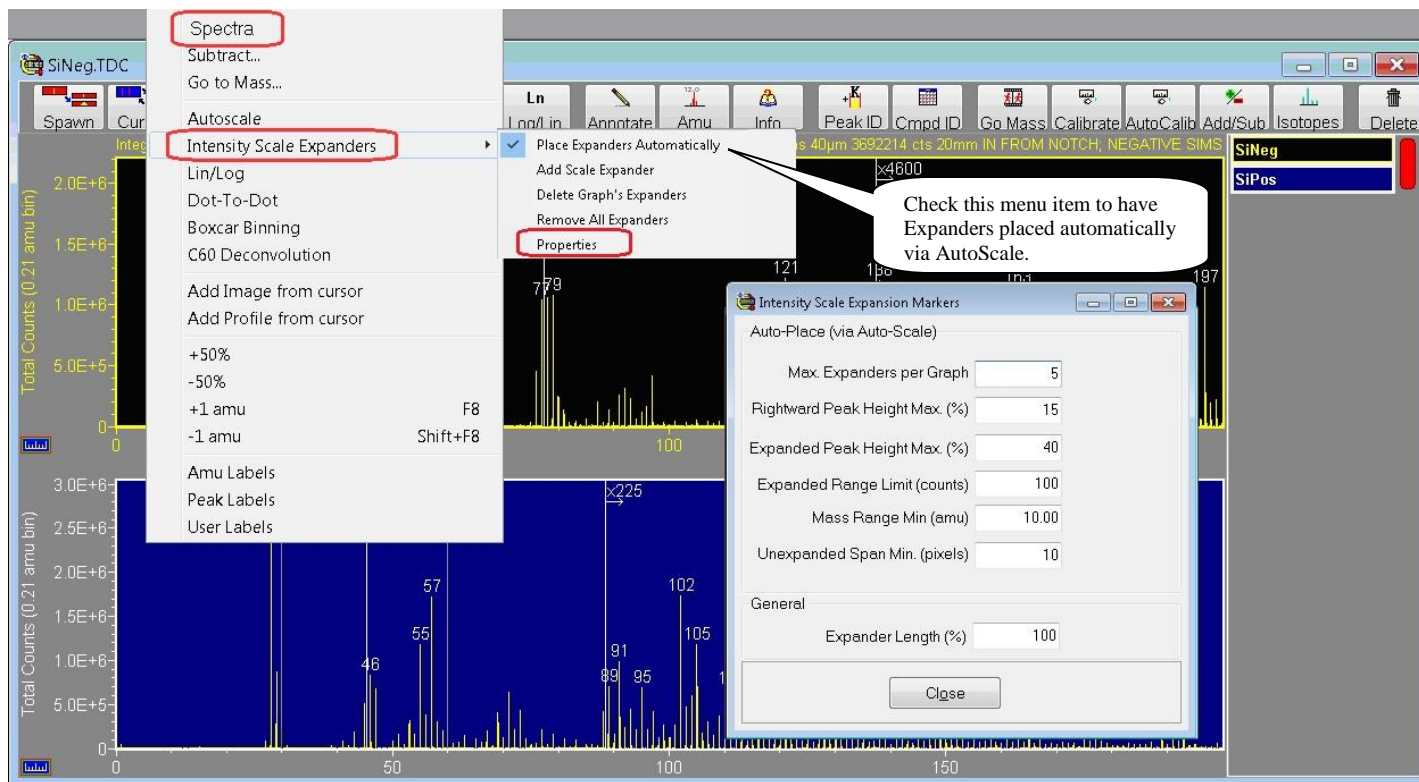 Spectra
SiNeg.TDC
Subtract...
Go to Mass...
Autoscale
Intensity Scale Expanders
Lin/Log
Dot-To-Dot
Boxcar Binning
C60 Deconvolution
Add Image from cursor
Add Profile from cursor
+50%
-50%
+1 amu F8
-1 amu Shift+F8
Amu Labels
Peak Labels
User Labels
Spawn
Ln
Log/Lin Annotate Amu Info Peak ID Cmpd ID Go Mass Calibrate AutoCalib Add/Sub Isotopes Delete
40µm 3692214 cts 20mm IN FROM NOTCH; NEGATIVE SIMS
SiNeg
SiPos
Place Expanders Automatically
Add Scale Expander
Delete Graph's Expanders
Remove All Expanders
Properties
x4600
Check this menu item to have
Expanders placed automatically
via AutoScale.
Total Counts (0.21 amu bin)
2.0E+6
1.5E+6
1.0E+6
5.0E+5
0
79 121 197
0 100
Intensity Scale Expansion Markers
Auto-Place (via Auto-Scale)
Max. Expanders per Graph 5
Rightward Peak Height Max. (%) 15
Expanded Peak Height Max. (%) 40
Expanded Range Limit (counts) 100
Mass Range Min (amu) 10.00
Unexpanded Span Min. (pixels) 10
General
Expander Length (%) 100
Close
Total Counts (0.21 amu bin)
3.0E+6
2.5E+6
2.0E+6
1.5E+6
1.0E+6
5.0E+5
0
x225
57 102
55 105
46 91
89 95
0 50 100 150